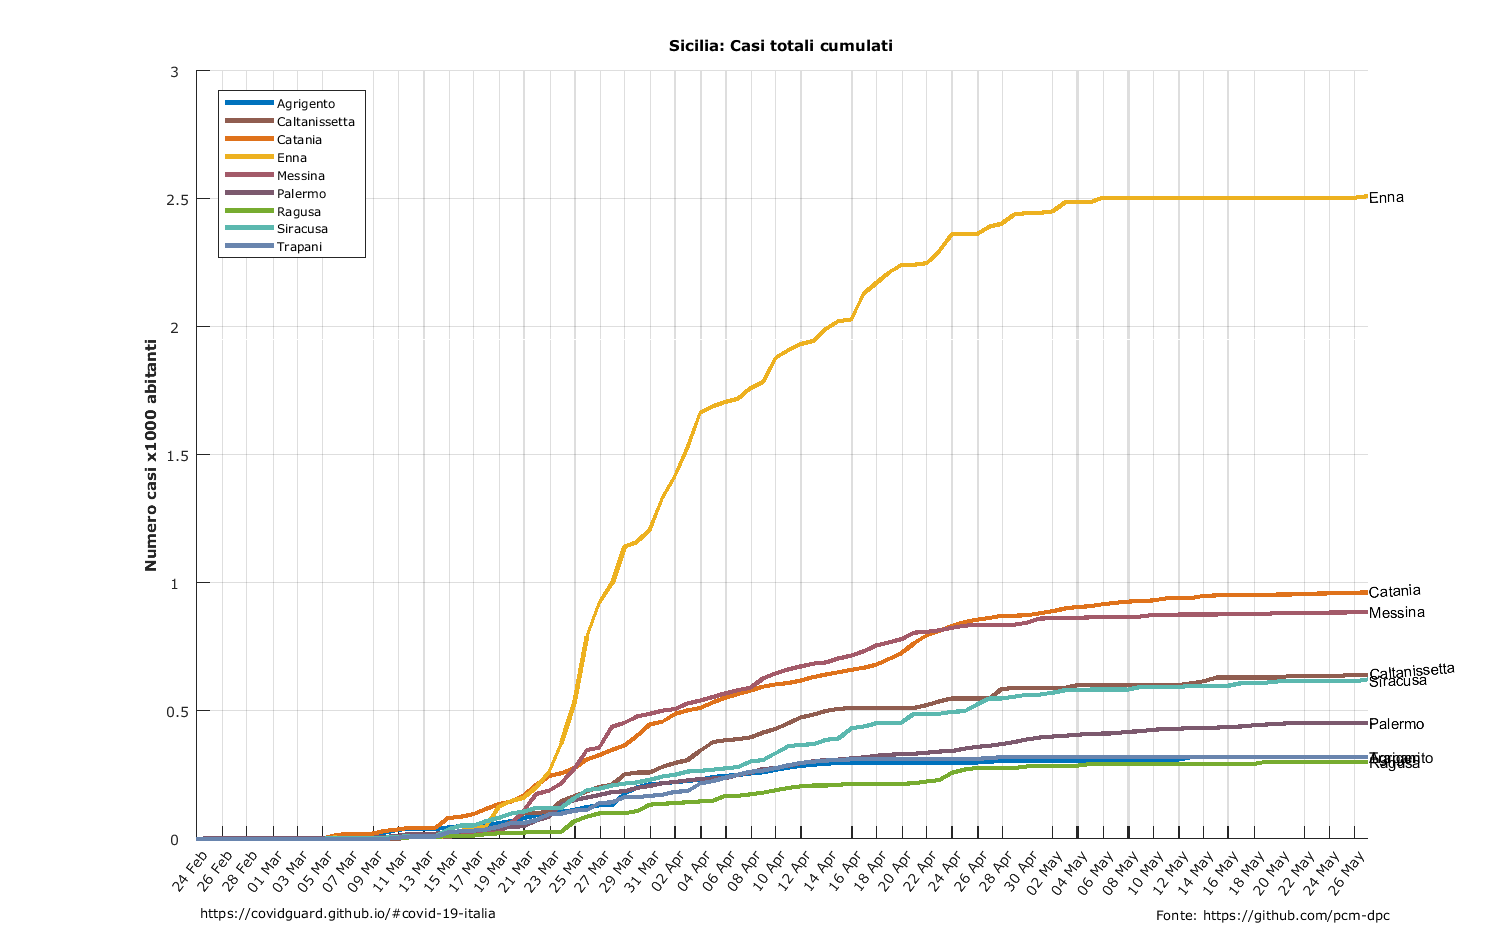 Sicilia: Casi totali cumulati
3
2.5
2
1.5
1
0.5
0
Numero casi x1000 abitanti
Agrigento
Caltanissetta
Catania
Enna
Messina
Palermo
Ragusa
Siracusa
Trapani
Enna
Catania
Messina
Caltanissetta
Siracusa
Palermo
Agrigento
Trapani
Ragusa
24 Feb
26 Feb
28 Feb
01 Mar
03 Mar
05 Mar
07 Mar
09 Mar
11 Mar
13 Mar
15 Mar
17 Mar
19 Mar
21 Mar
23 Mar
25 Mar
27 Mar
29 Mar
31 Mar
02 Apr
04 Apr
06 Apr
08 Apr
10 Apr
12 Apr
14 Apr
16 Apr
18 Apr
20 Apr
22 Apr
24 Apr
26 Apr
28 Apr
30 Apr
02 May
04 May
06 May
08 May
10 May
12 May
14 May
16 May
18 May
20 May
22 May
24 May
26 May
https://covidguard.github.io/#covid-19-italia
Fonte: https://github.com/pcm-dpc